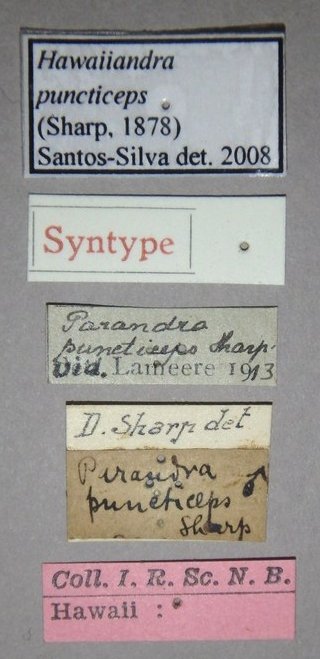 Hawaiiandra
puncticeps
(Sharp, 1878)
Santos-Silva det. 2008
Syntype
Parandra
puncticeps Sharp.
Did. Lameere 1913
D. Sharp det
Parandra ♂
puncticeps
Sharp
Coll. I. R. Sc. N. B.
Hawaii :